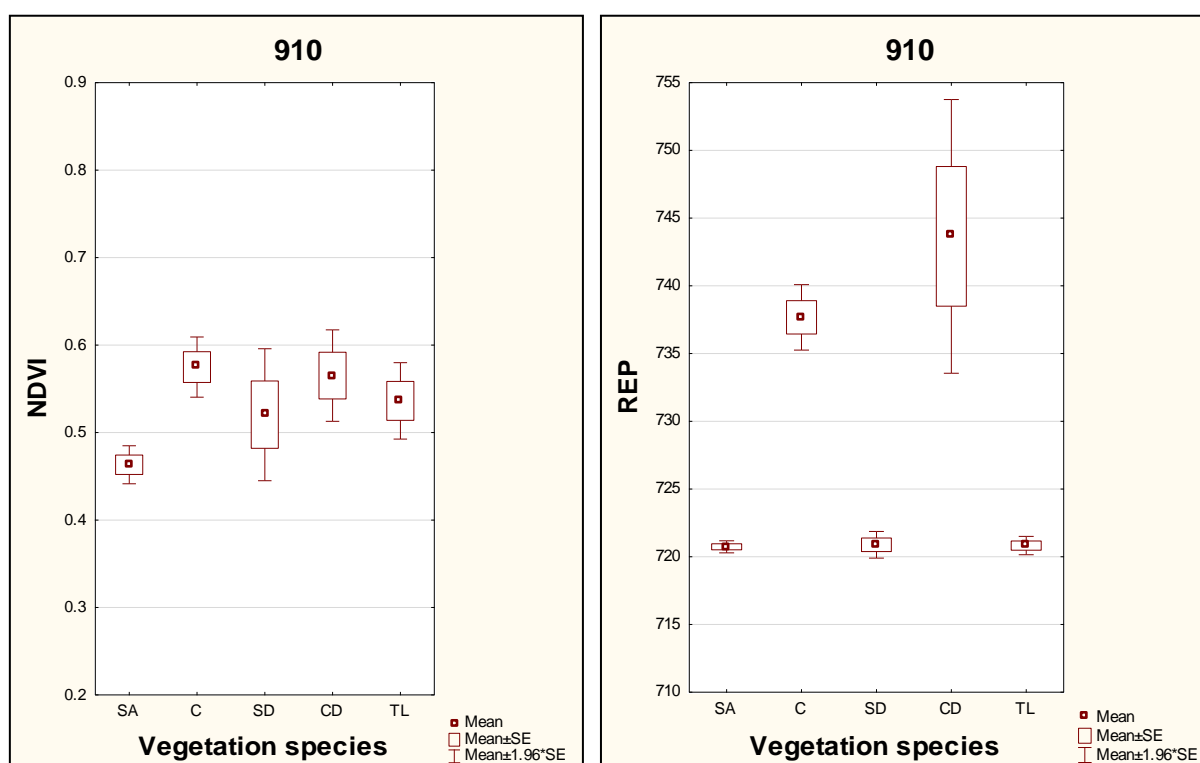 910
0.9
0.8
0.7
0.6
0.5
0.4
0.3
0.2
NDVI
SA C SD CD TL
Vegetation species
Mean
Mean±SE
Mean±1.96*SE
910
755
750
745
740
735
730
725
720
715
710
REP
SA C SD CD TL
Vegetation species
Mean
Mean±SE
Mean±1.96*SE